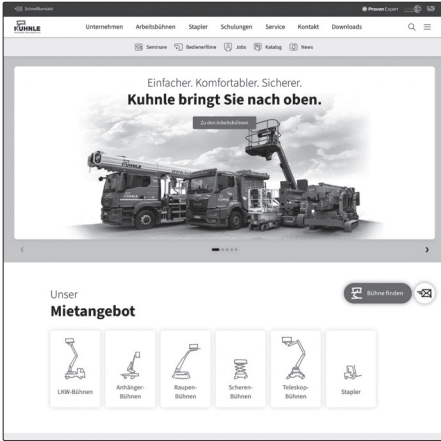 Schnellkontakt
Proven Expert
KUHNLE
Unternehmen Arbeitsbühnen Stapler Schulungen Service Kontakt Downloads
Seminare Bedienerfilme Jobs Katalog News
Einfacher. Komfortabler. Sicherer.
Kuhnle bringt Sie nach oben.
Zu den Arbeitsbühnen
KUHNLE
Bühne finden
Unser
Mietangebot
LKW-Bühnen
Anhänger-
Bühnen
Raupen-
Bühnen
Scheren-
Bühnen
Teleskop-
Bühnen
Stapler